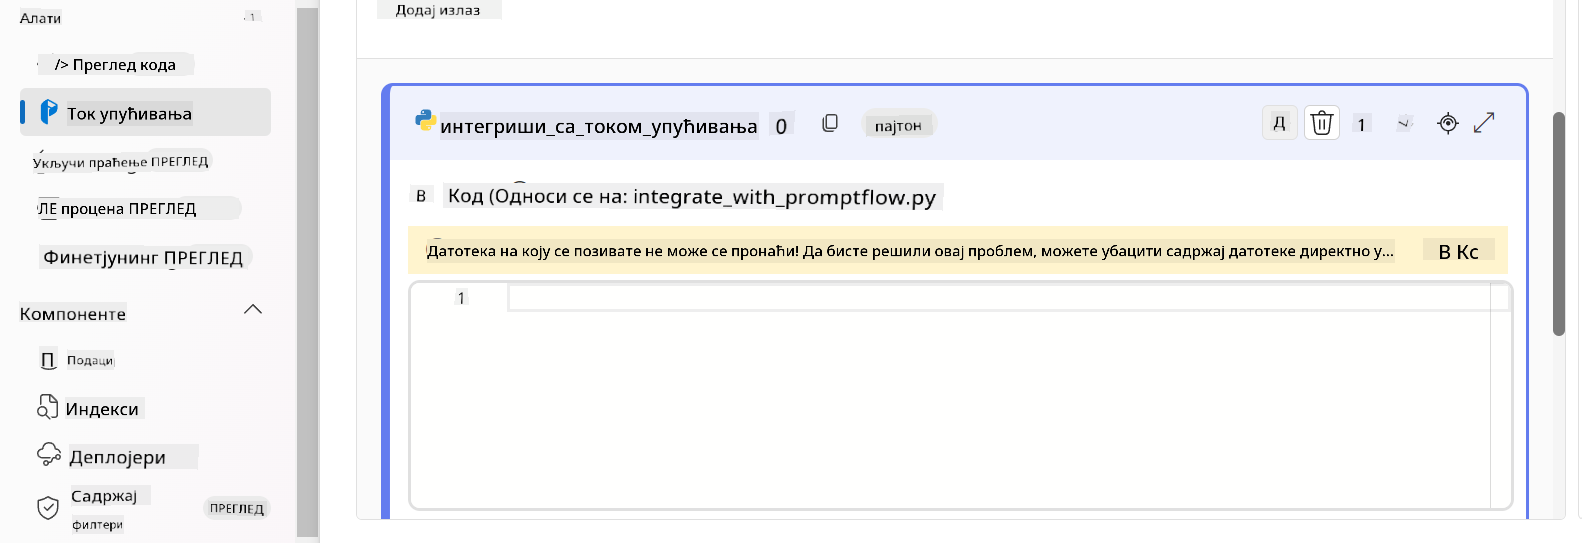 Алати
1
/> Преглед кода
Ток упућивања
Укључи праћење ПРЕГЛЕД
ЛЕ процена ПРЕГЛЕД
Финетјунинг ПРЕГЛЕД
Компоненте
П Подаци
Индекси
Деплојери
Садржај
филтери
ПРЕГЛЕД
Додај излаз
интегриши_са_током_упућивања 0 пајтон Д 1
В Код (Односи се на: integrate_with_promptflow.py
Датотека на коју се позивате не може се пронаћи! Да бисте решили овај проблем, можете убацити садржај датотеке директно у... В Кс
1